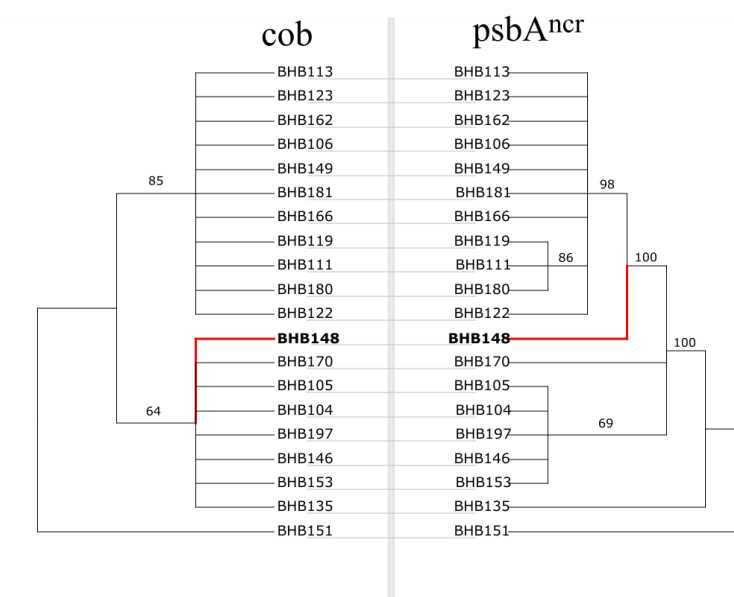 cob psbAncr
BHB113 BHB113
BHB123 BHB123
BHB162 BHB162
BHB106 BHB106
BHB149 BHB149
85 BHB181 BHB181 98
BHB166 BHB166
BHB119 BHB119
BHB111 BHB111 86 100
BHB180 BHB180
BHB122 BHB122
BHB148 BHB148 100
BHB170 BHB170
BHB105 BHB105
64 BHB104 BHB104
BHB197 BHB197 69
BHB146 BHB146
BHB153 BHB153
BHB135 BHB135
BHB151 BHB151